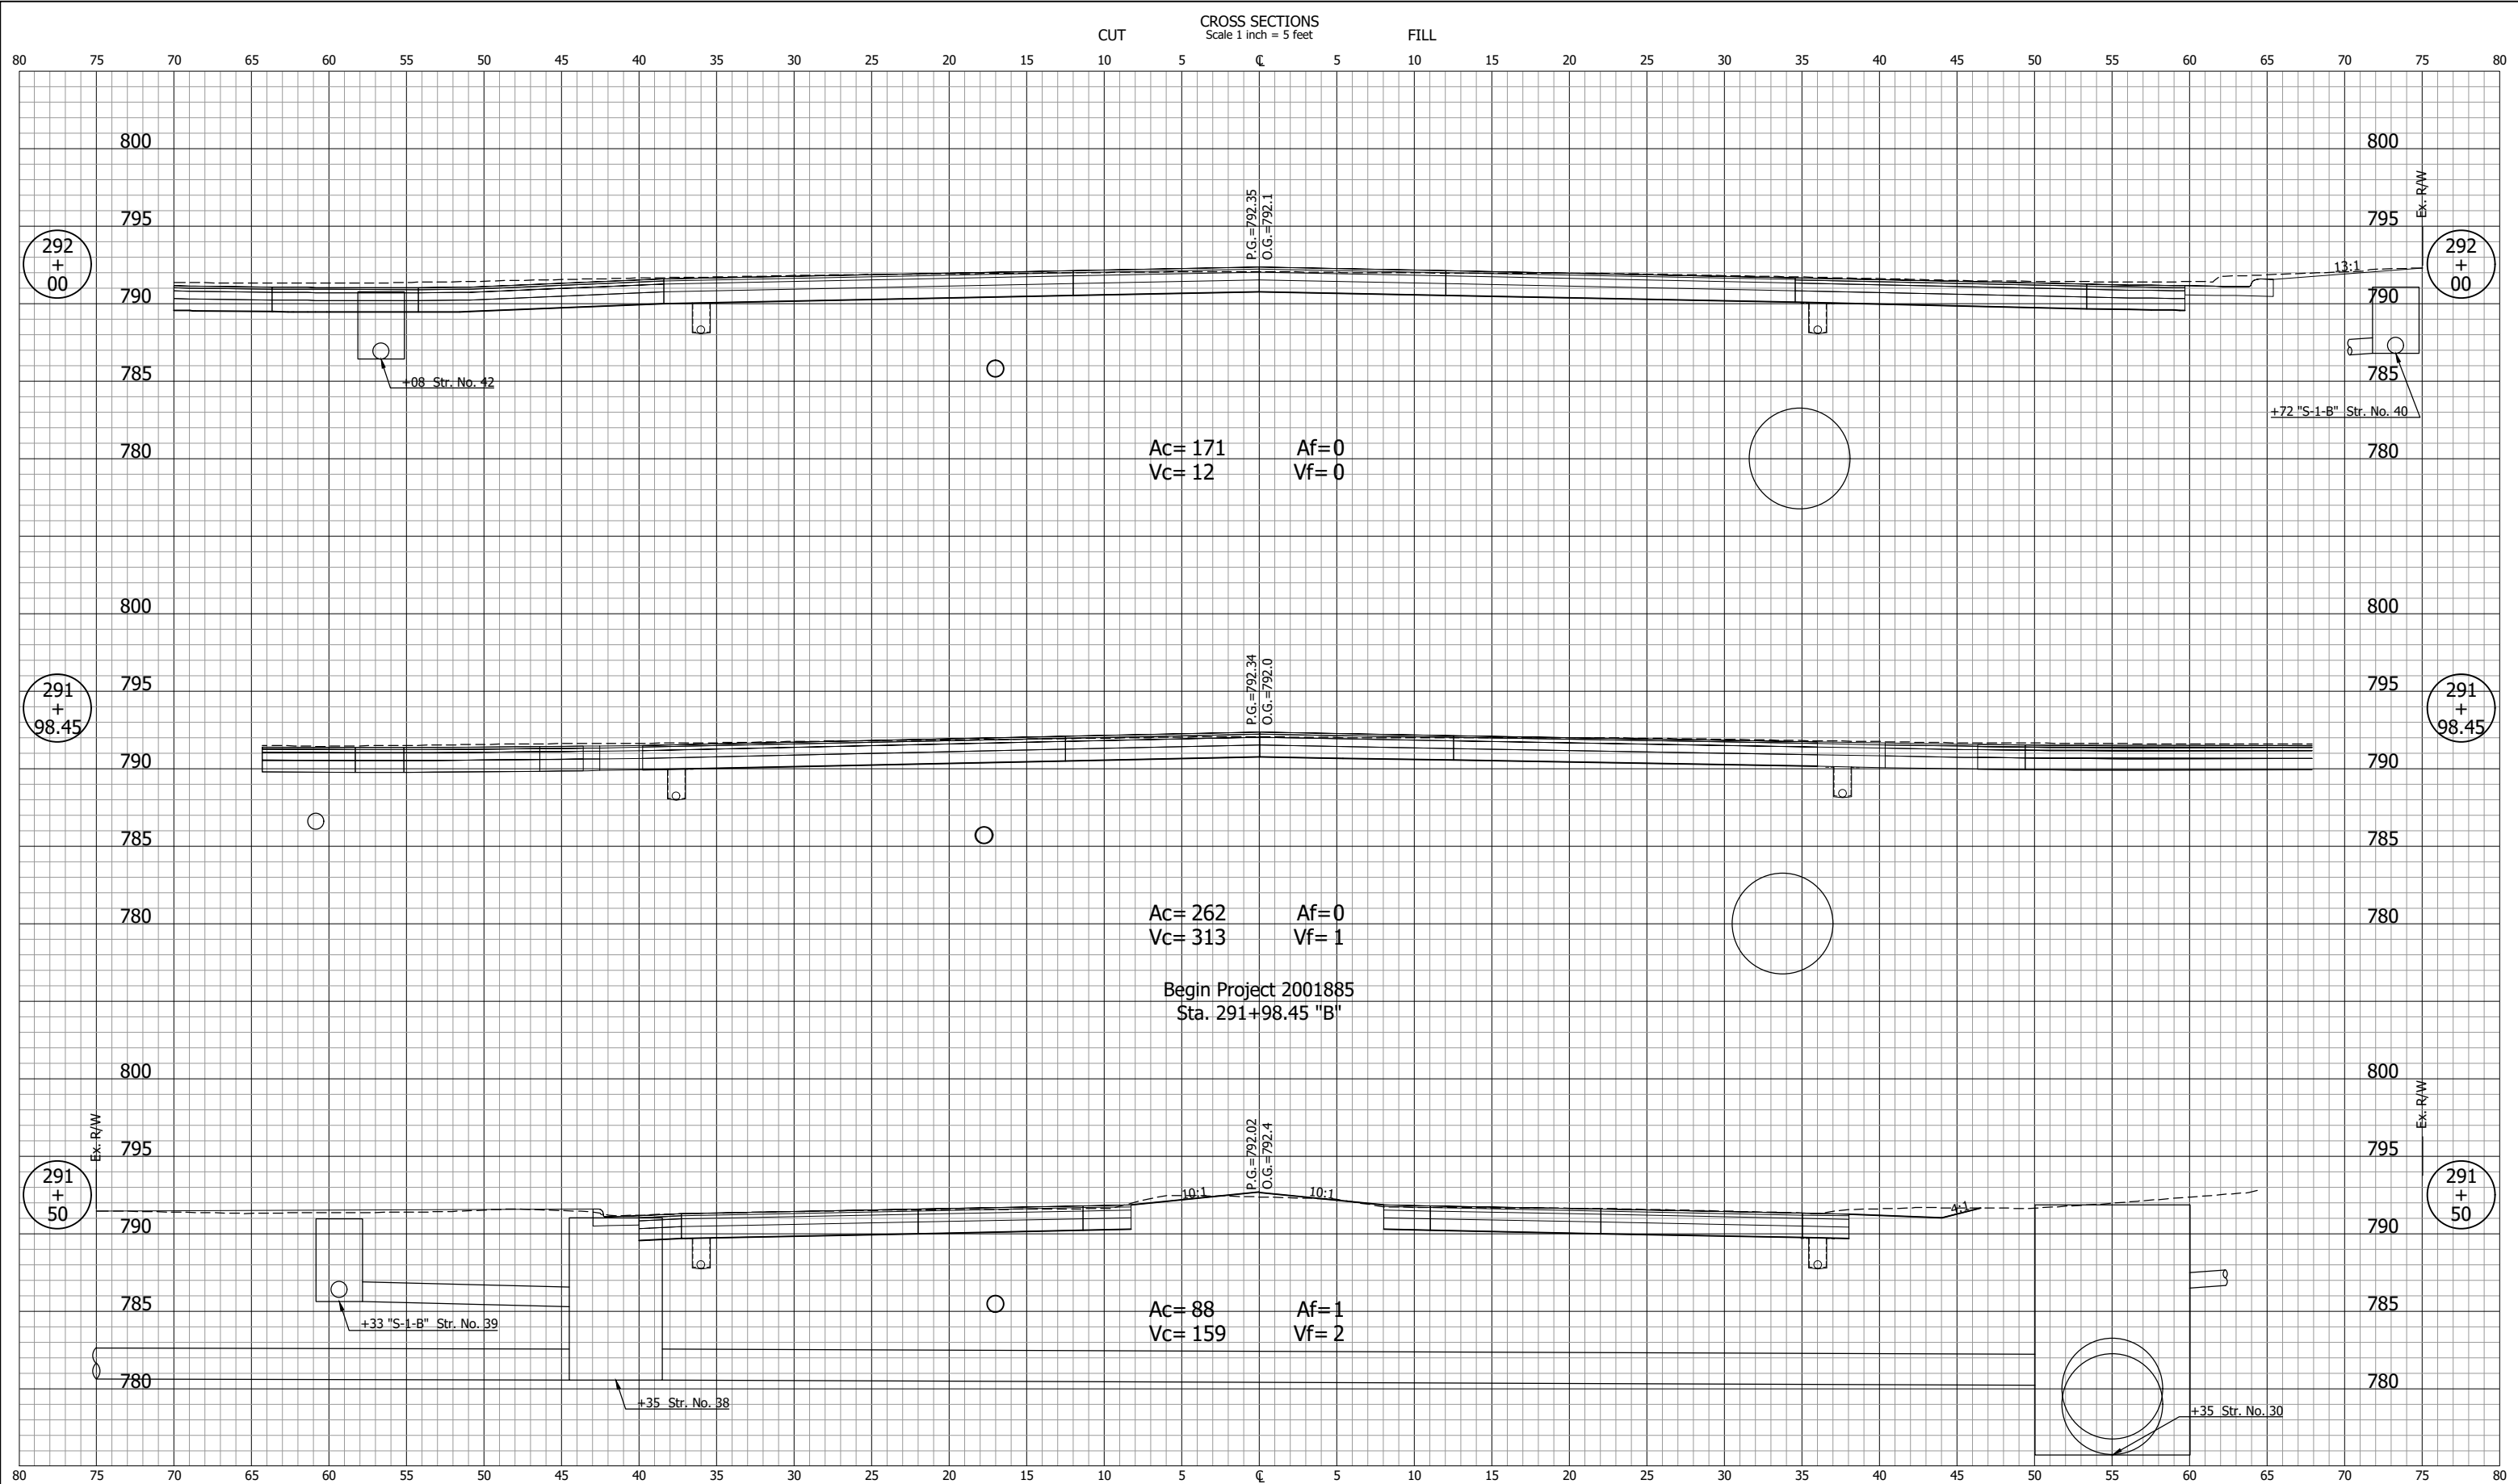 CROSS SECTIONS
Scale 1 inch = 5 feet
CUT FILL
80 75 70 65 60 55 50 45 40 35 30 25 20 15 10 5 ℄ 5 10 15 20 25 30 35 40 45 50 55 60 65 70 75 80
800 800
795 795
P.G.=792.35
O.G.=792.1
Ex. R/W
292
+
00
292
+
00
13:1
790 790
785 785
+08 Str. No. 42
+72 "S-1-B" Str. No. 40
780 780
Ac= 171 Af=0
Vc= 12 Vf= 0
800 800
795 795
P.G.=792.34
O.G.=792.0
291
+
98.45
291
+
98.45
790 790
785 785
780 780
Ac= 262 Af=0
Vc= 313 Vf= 1
Begin Project 2001885
Sta. 291+98.45 "B"
800 800
Ex. R/W
Ex. R/W
795 795
P.G.=792.02
O.G.=792.4
291
+
50
291
+
50
10:1 10:1
4:1
790 790
785 785
Ac= 88 Af=1
Vc= 159 Vf= 2
+33 "S-1-B" Str. No. 39
780 780
+35 Str. No. 38
+35 Str. No. 30
80 75 70 65 60 55 50 45 40 35 30 25 20 15 10 5 ℄ 5 10 15 20 25 30 35 40 45 50 55 60 65 70 75 80